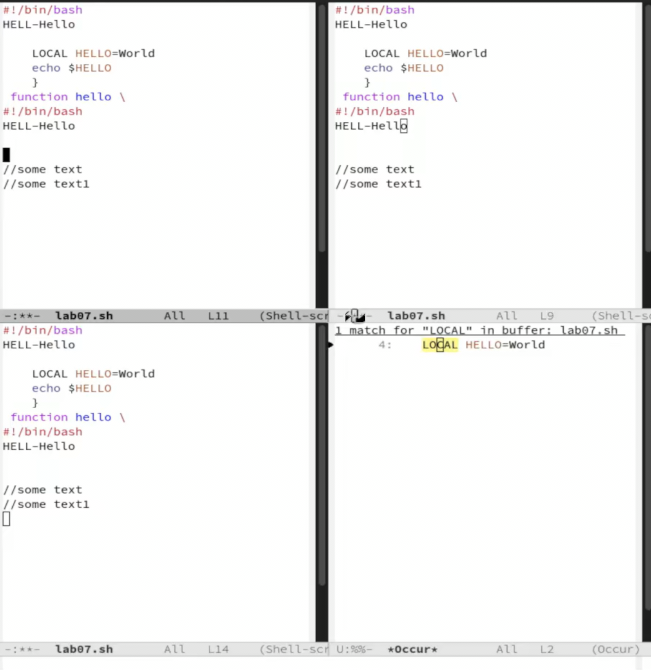 #!/bin/bash
HELL-Hello
LOCAL HELLO=World
echo $HELLO
}
function hello \
#!/bin/bash
HELL-Hello
//some text
//some text1
-:**-  lab07.sh  All  L11  (Shell-scr
#!/bin/bash
HELL-Hello
LOCAL HELLO=World
echo $HELLO
}
function hello \
#!/bin/bash
HELL-Hello
//some text
//some text1
lab07.sh  All  L9  (Shell-s
#!/bin/bash
HELL-Hello
LOCAL HELLO=World
echo $HELLO
}
function hello \
#!/bin/bash
HELL-Hello
//some text
//some text1
-:**-  lab07.sh  All  L14  (Shell-scr
1 match for "LOCAL" in buffer: lab07.sh
4:    LOCAL HELLO=World
U:%%-  *Occur*  All  L2  (Occur)